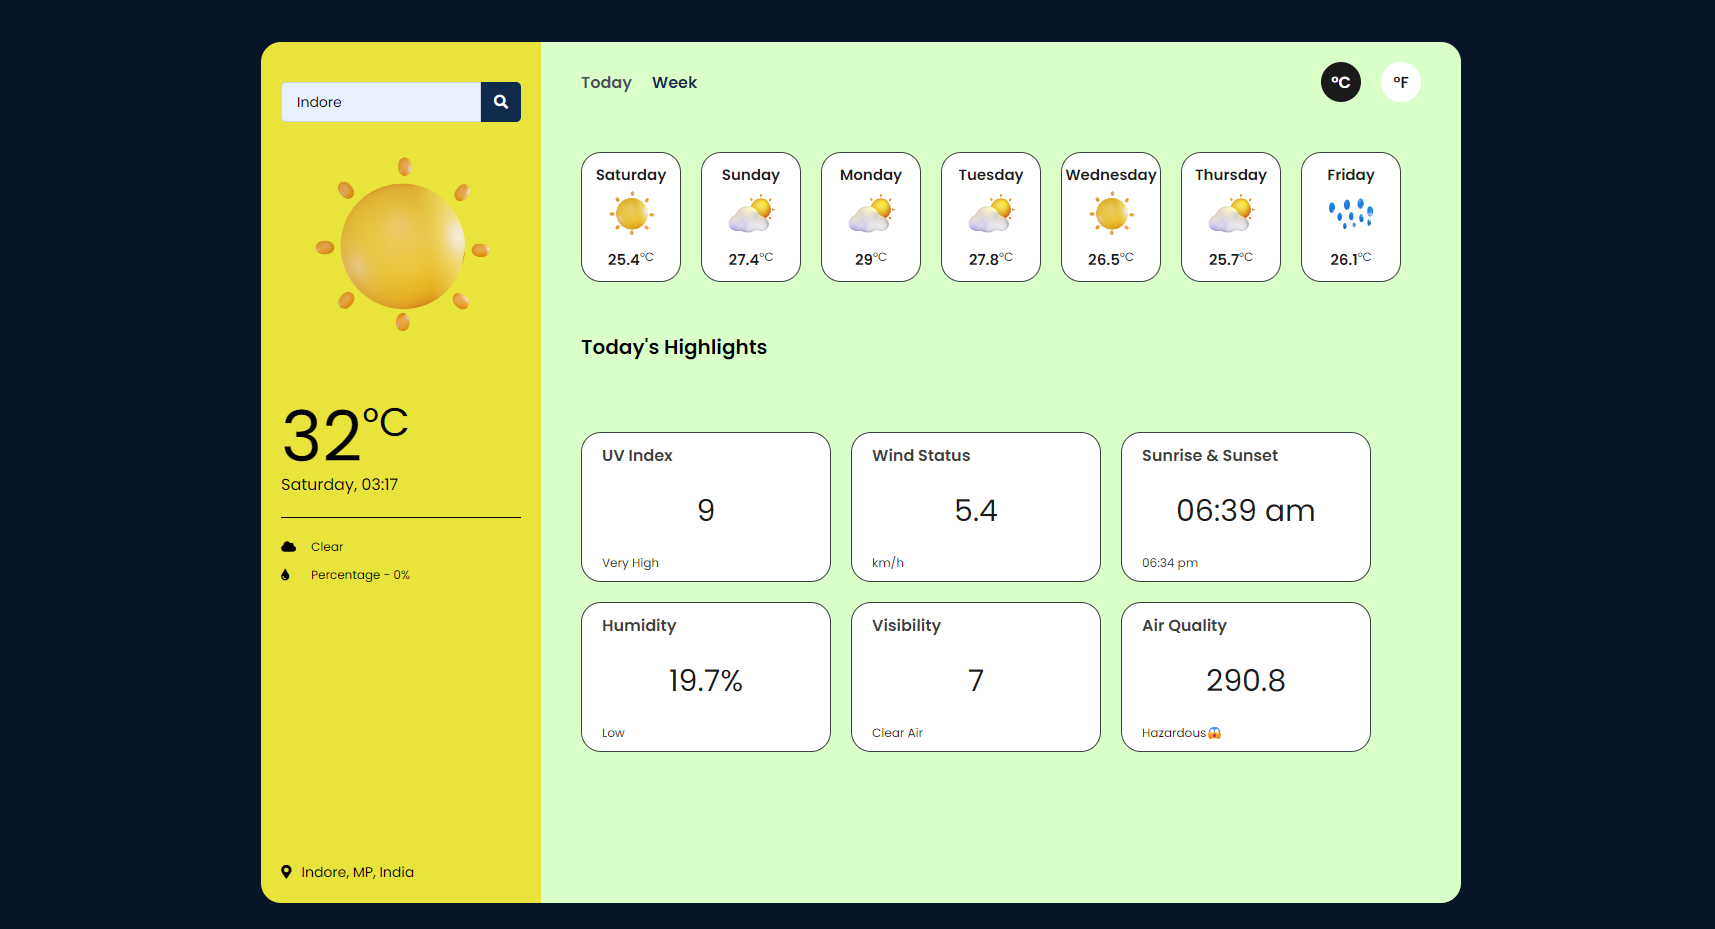 Indore
32°C
Saturday, 03:17
Clear
Percentage - 0%
Indore, MP, India
Today Week
°C °F
Saturday
25.4°C
Sunday
27.4°C
Monday
29°C
Tuesday
27.8°C
Wednesday
26.5°C
Thursday
25.7°C
Friday
26.1°C
Today's Highlights
UV Index
9
Very High
Wind Status
5.4
km/h
Sunrise & Sunset
06:39 am
06:34 pm
Humidity
19.7%
Low
Visibility
7
Clear Air
Air Quality
290.8
Hazardous😱